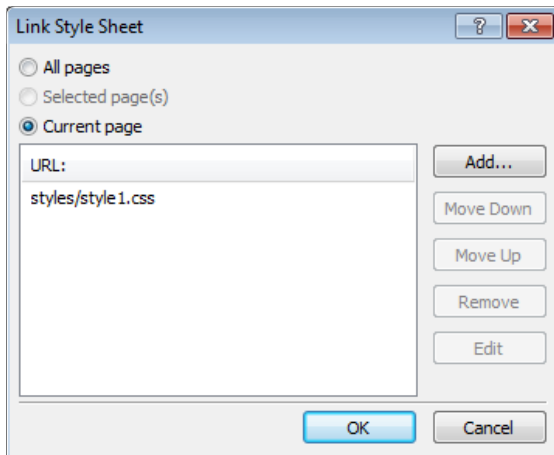 Link Style Sheet
?
All pages
Selected page(s)
Current page
URL:
styles/style1.css
Add...
Move Down
Move Up
Remove
Edit
OK
Cancel